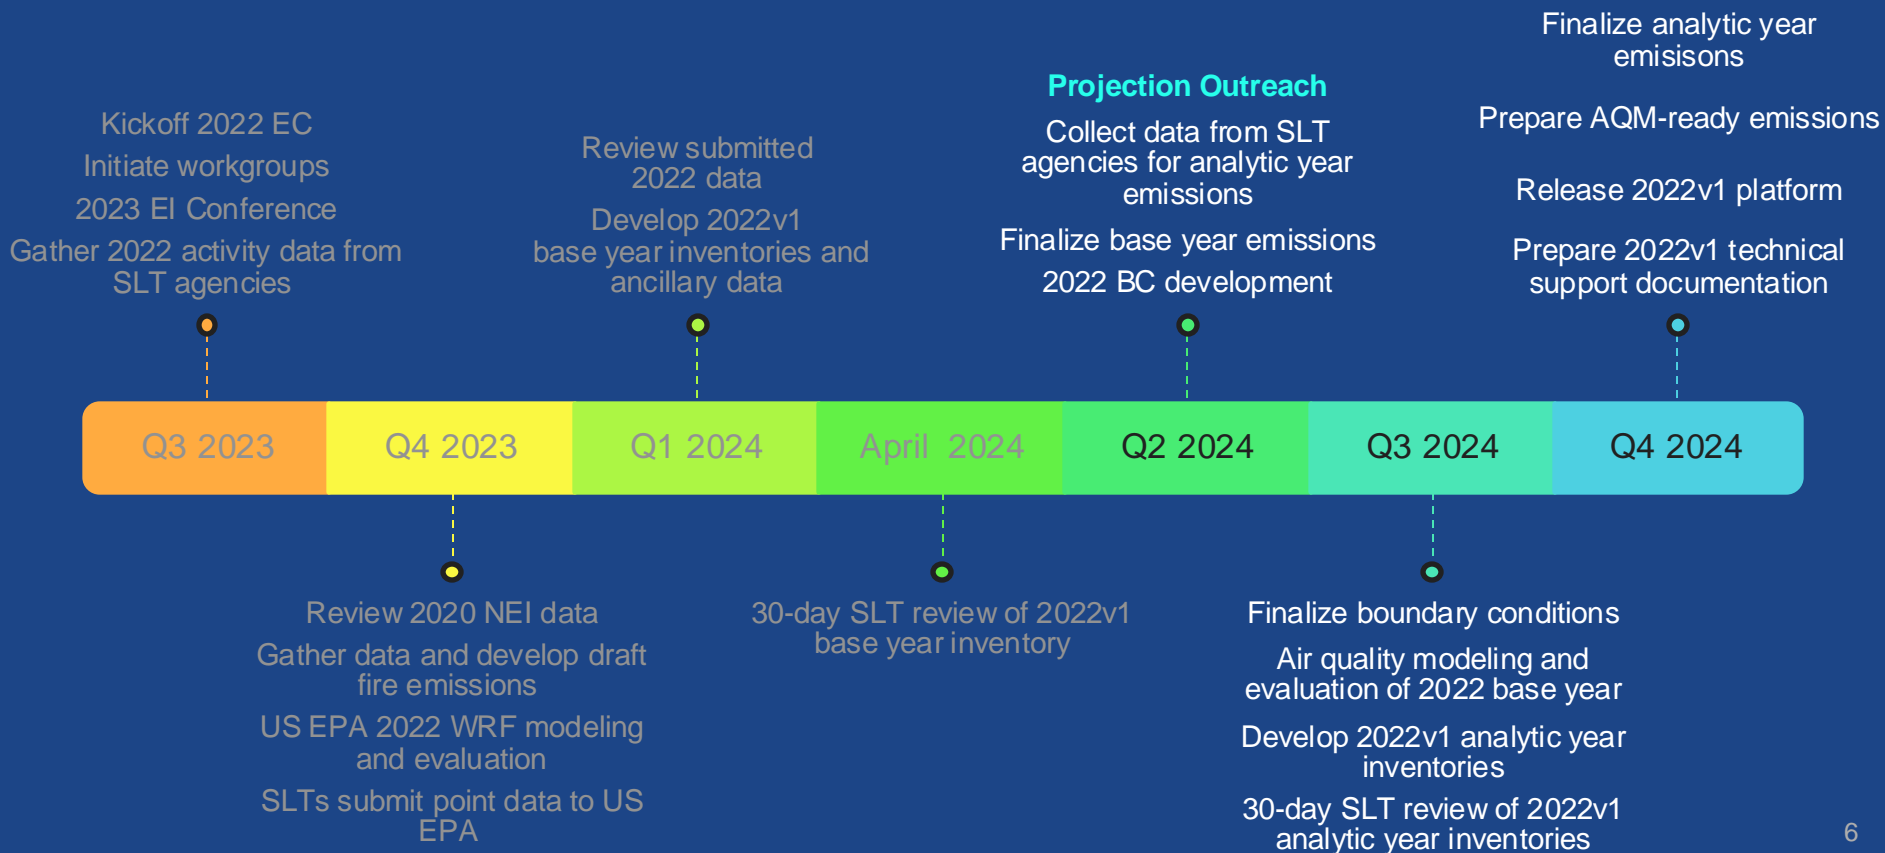 Kickoff 2022 EC
Initiate workgroups
2023 EI Conference
Gather 2022 activity data from
SLT agencies
Review submitted
2022 data
Develop 2022v1
base year inventories and
ancillary data
Projection Outreach
Collect data from SLT
agencies for analytic year
emissions
Finalize base year emissions
2022 BC development
Finalize analytic year
emisisons
Prepare AQM-ready emissions
Release 2022v1 platform
Prepare 2022v1 technical
support documentation
Q3 2023
Q4 2023
Q1 2024
April 2024
Q2 2024
Q3 2024
Q4 2024
Review 2020 NEI data
Gather data and develop draft
fire emissions
US EPA 2022 WRF modeling
and evaluation
SLTs submit point data to US
EPA
30-day SLT review of 2022v1
base year inventory
Finalize boundary conditions
Air quality modeling and
evaluation of 2022 base year
Develop 2022v1 analytic year
inventories
30-day SLT review of 2022v1
analytic year inventories
6